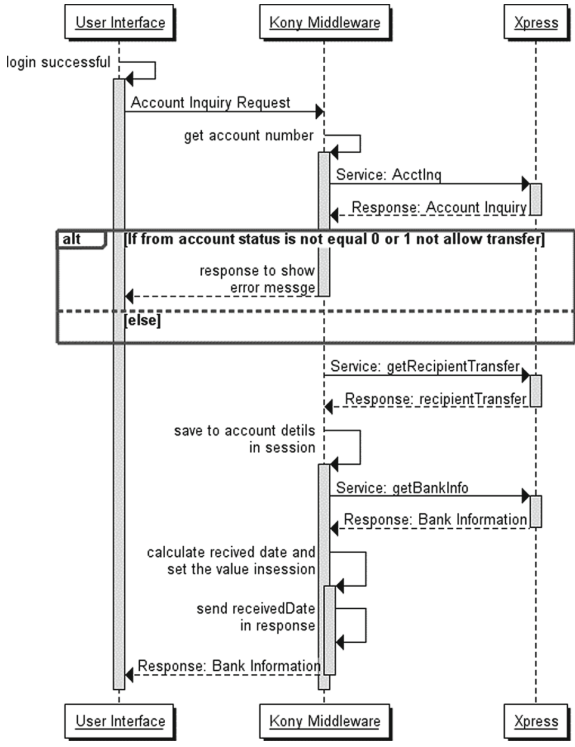 User Interface
Kony Middleware
Xpress
login successful
Account Inquiry Request
get account number
Service: AcctInq
Response: Account Inquiry
alt
[If from account status is not equal 0 or 1 not allow transfer]
response to show
error messge
[else]
Service: getRecipientTransfer
Response: recipientTransfer
save to account detils
in session
Service: getBankInfo
Response: Bank Information
calculate recived date and
set the value insession
send receivedDate
in response
Response: Bank Information
User Interface
Kony Middleware
Xpress